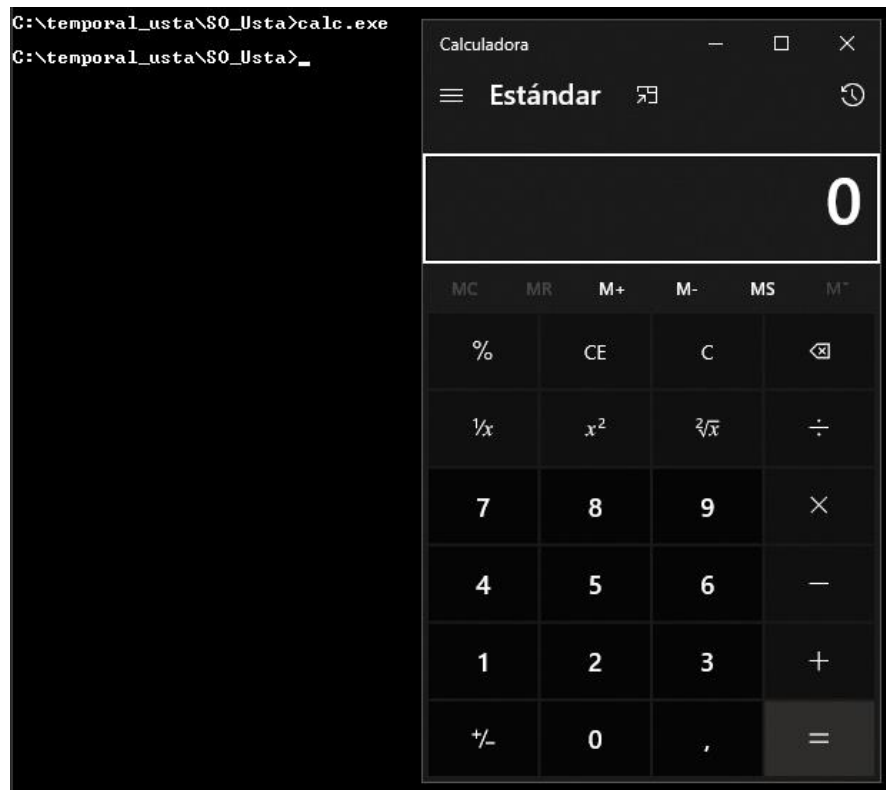 C:\temporal_usta\SO_Usta>calc.exe
C:\temporal_usta\SO_Usta>_
Calculadora
Estándar
0
MC MR M+ M- MS M˅
% CE C
¹/x x² ²√x ÷
7 8 9 ×
4 5 6 −
1 2 3 +
+/− 0 , =